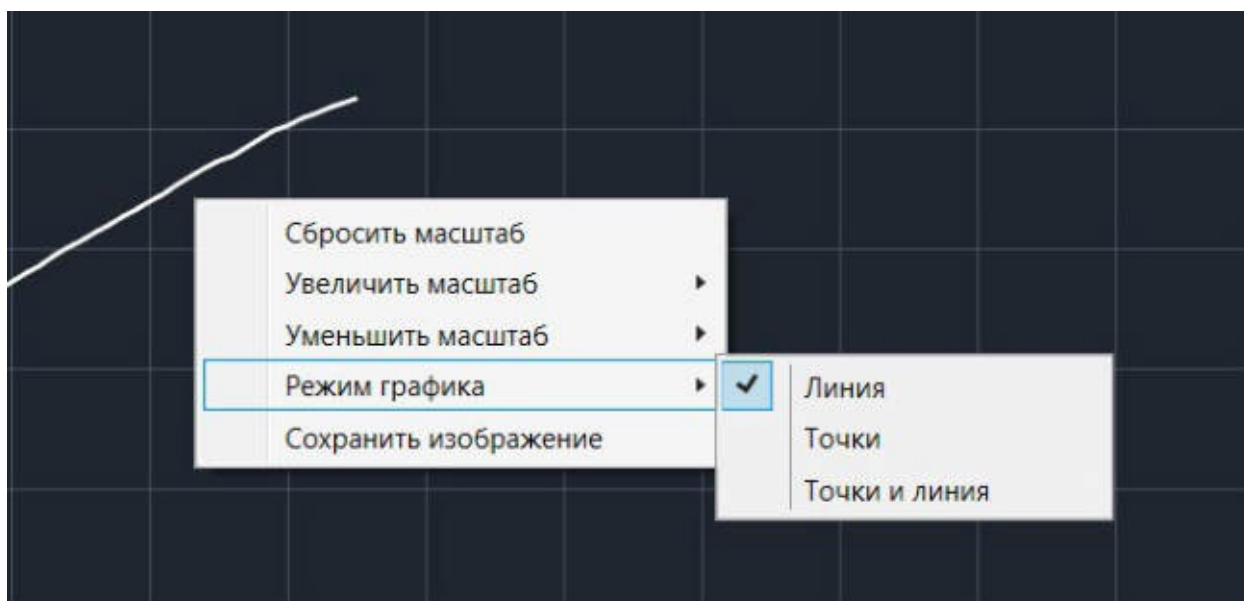 Сбросить масштаб
Увеличить масштаб
Уменьшить масштаб
Режим графика
Сохранить изображение
Линия
Точки
Точки и линия